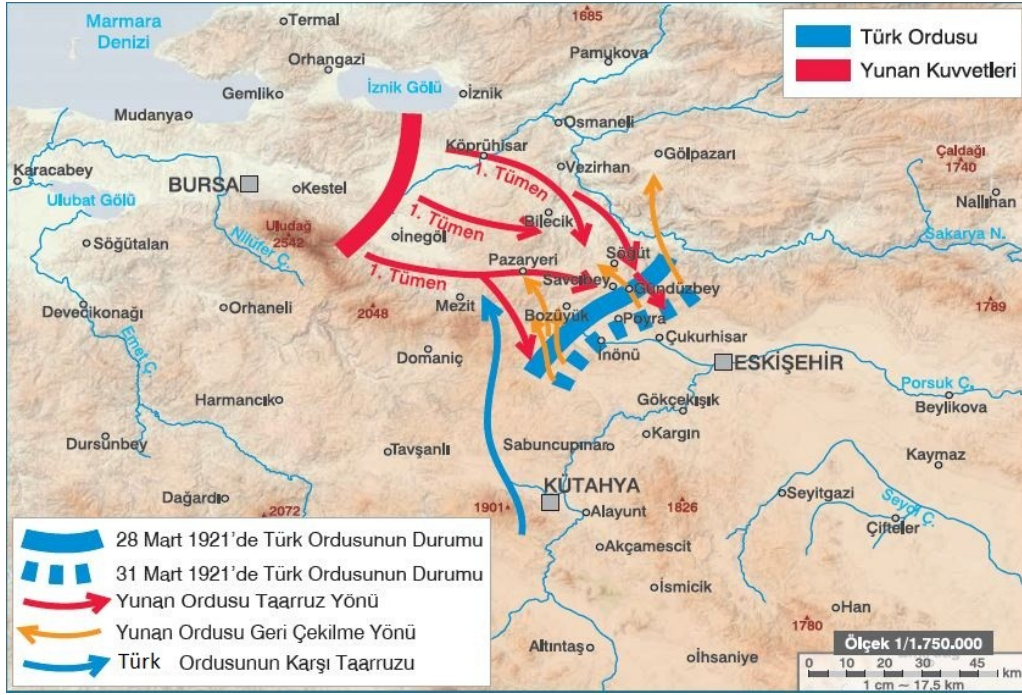 Marmara
Denizi
Termal
1685
Orhangazi
Pamukova
Türk Ordusu
Yunan Kuvvetleri
Gemlik
İznik Gölü
İznik
Mudanya
Osmaneli
Köprühisar
Vezirhan
Gölpazarı
Çaldağı
1740
Karacabey
BURSA
Kestel
1. Tümen
Nallıhan
Ulubat Gölü
Uludağ
2542
1. Tümen
Bilecik
Sakarya N.
Söğütalan
Nilüfer Ç.
İnegöl
Söğüt
1. Tümen
Pazaryeri
Savcıbey
Gündüzbey
Devecikonağı
Orhaneli
Mezit
2048
Bozüyük
Poyra
1789
Çukurhisar
Emet Ç.
Domaniç
İnönü
ESKİŞEHİR
Porsuk Ç.
Beylikova
Harmancık
Gökçekışık
Dursunbey
Tavşanlı
Sabuncupınar
Kargın
Kaymaz
Dağardı
KÜTAHYA
Seyitgazi
Seydi Ç.
2072
1901
Alayunt
1826
Çifteler
28 Mart 1921'de Türk Ordusunun Durumu
31 Mart 1921'de Türk Ordusunun Durumu
Yunan Ordusu Taarruz Yönü
Yunan Ordusu Geri Çekilme Yönü
Türk Ordusunun Karşı Taarruzu
Akçamescit
İsmicik
1780
Han
Altıntaş
İhsaniye
Ölçek 1/1.750.000
0 10 20 30 45 km
1 cm ~ 17,5 km